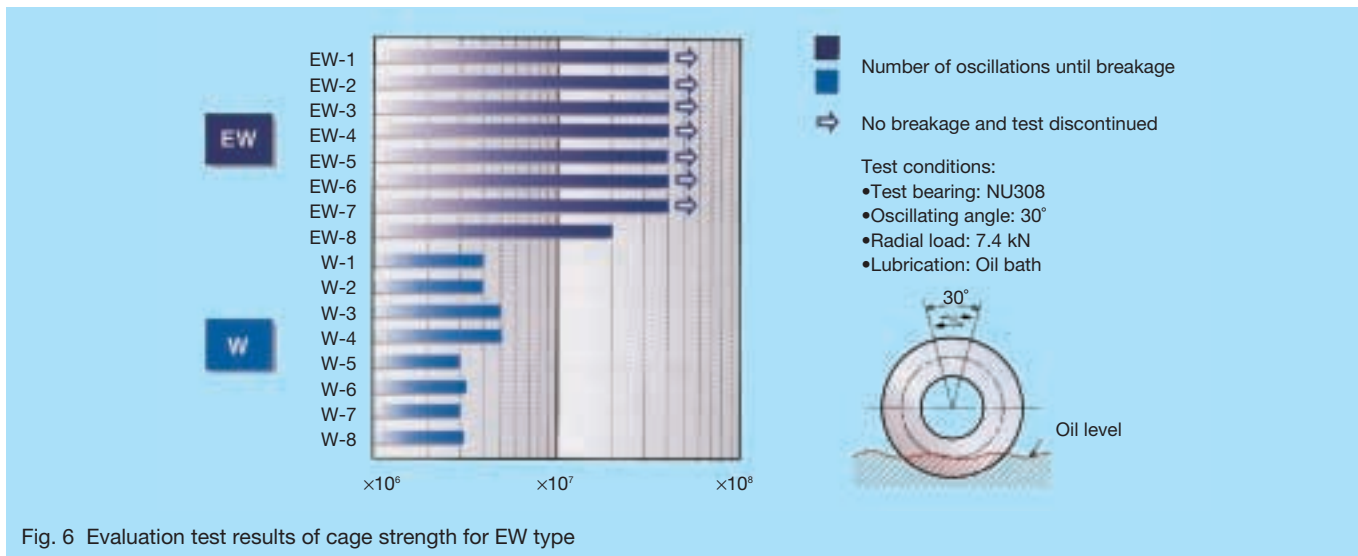 EW-1
EW-2
EW-3
EW-4
EW-5
EW-6
EW-7
EW-8
W-1
W-2
W-3
W-4
W-5
W-6
W-7
W-8
EW
W
×10⁶
×10⁷
×10⁸
Number of oscillations until breakage
No breakage and test discontinued
Test conditions:
•Test bearing: NU308
•Oscillating angle: 30°
•Radial load: 7.4 kN
•Lubrication: Oil bath
30°
Oil level
Fig. 6 Evaluation test results of cage strength for EW type